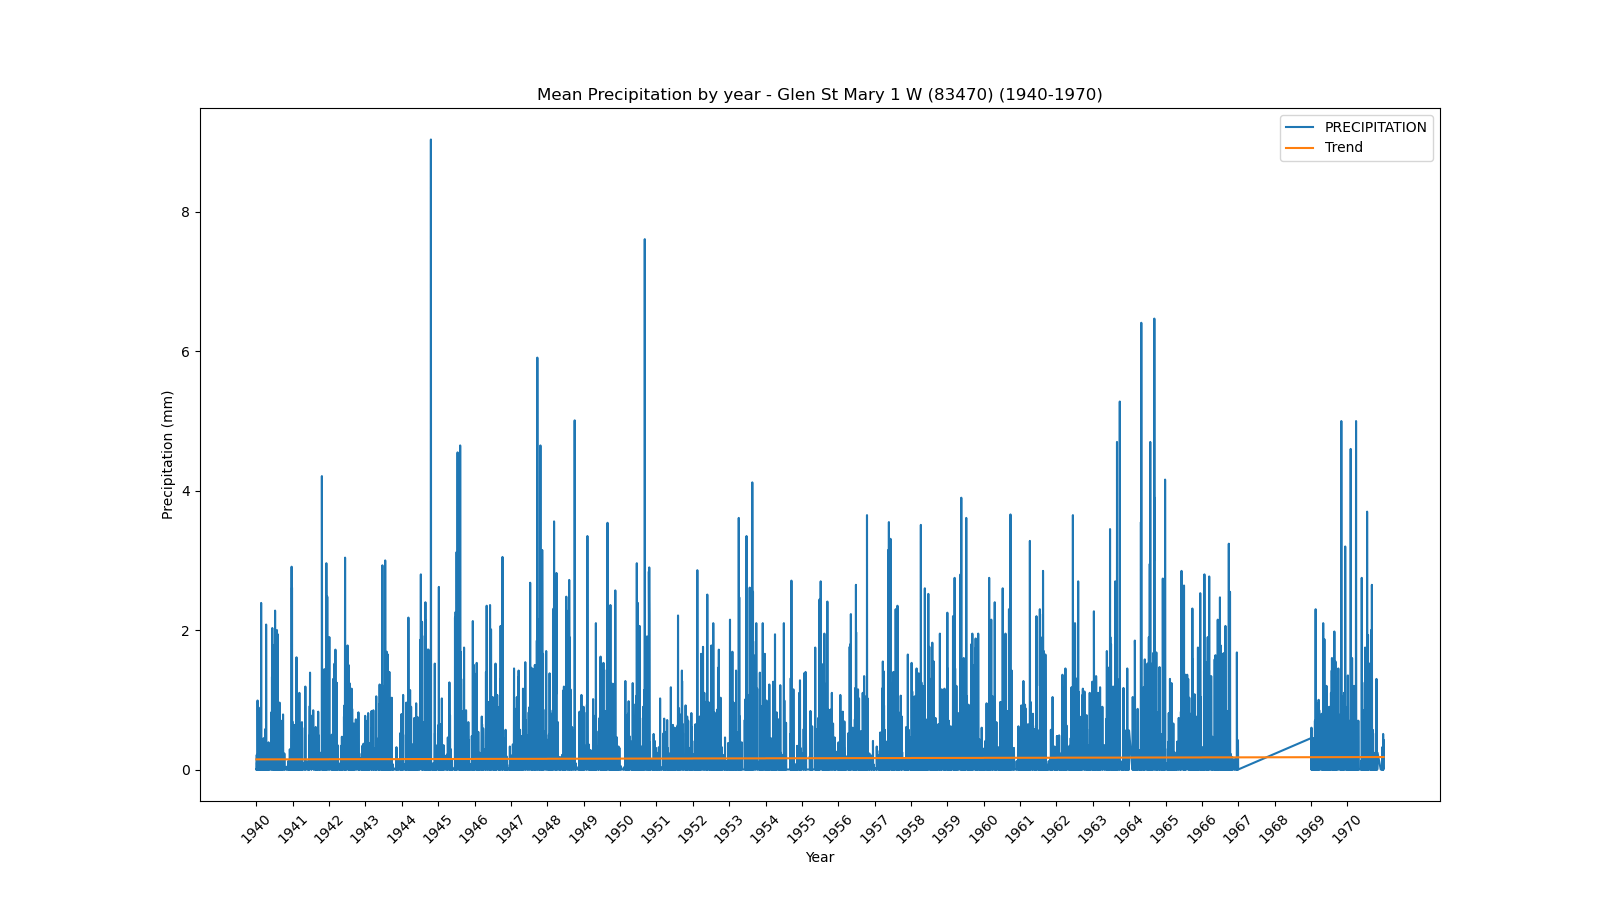 Mean Precipitation by year - Glen St Mary 1 W (83470) (1940-1970)
PRECIPITATION
Trend
8
6
4
2
0
Precipitation (mm)
1940 1941 1942 1943 1944 1945 1946 1947 1948 1949 1950 1951 1952 1953 1954 1955 1956 1957 1958 1959 1960 1961 1962 1963 1964 1965 1966 1967 1968 1969 1970
Year